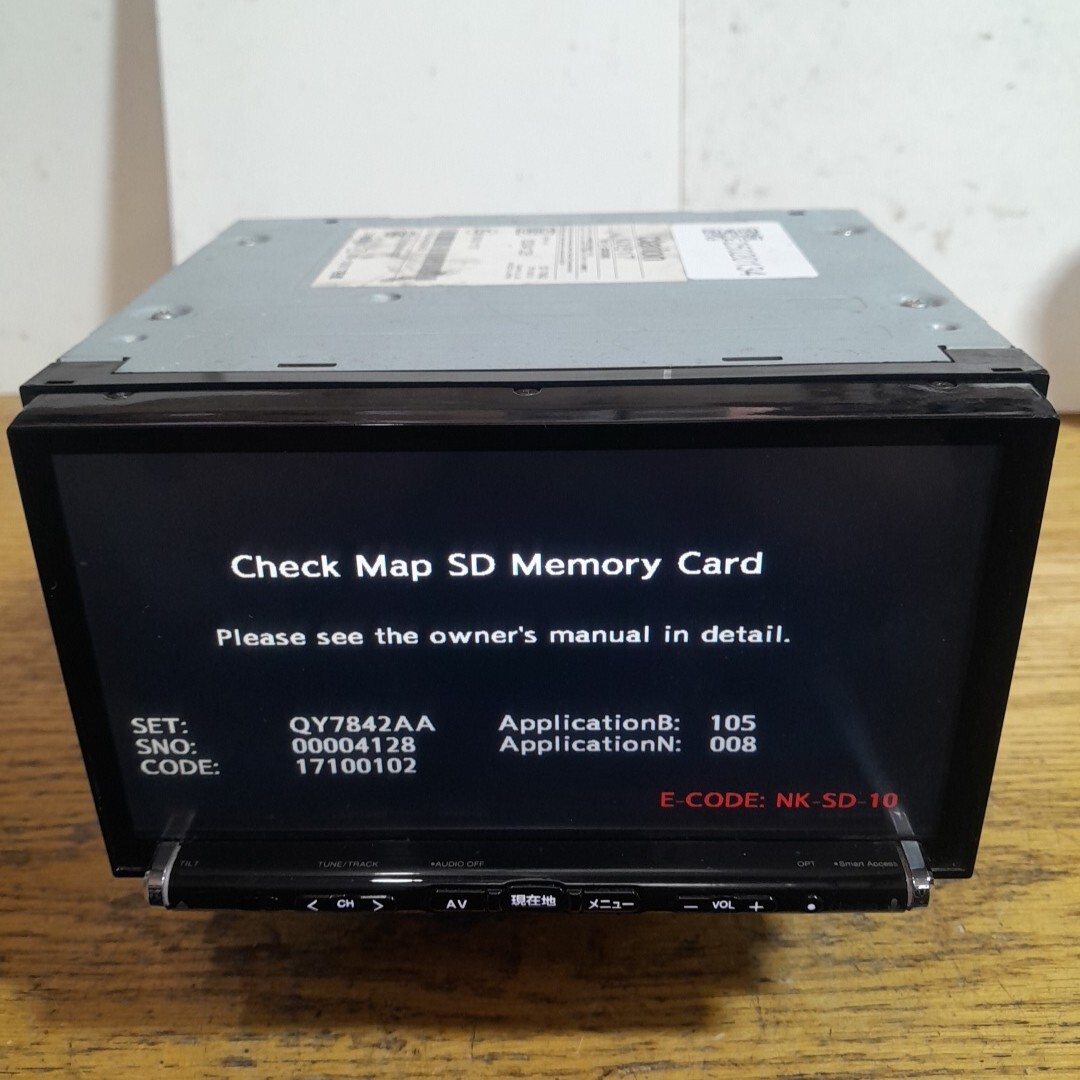 Clarion
Check Map SD Memory Card
Please see the owner's manual in detail.
SET: QY7842AA ApplicationB: 105
SNO: 00004128 ApplicationN: 008
CODE: 17100102
E-CODE: NK-SD-10
TILT TUNE/TRACK •AUDIO OFF OPT •Smart Access
< CH > AV 現在地 メニュー − VOL +